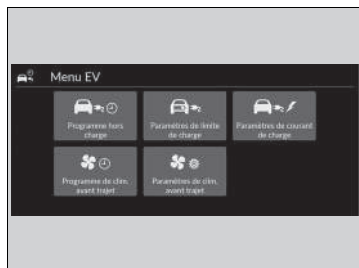 Menu EV
Programme hors
charge
Paramètres de limite
de charge
Paramètres de courant
de charge
Programme de clim.
avant trajet
Paramètres de clim.
avant trajet